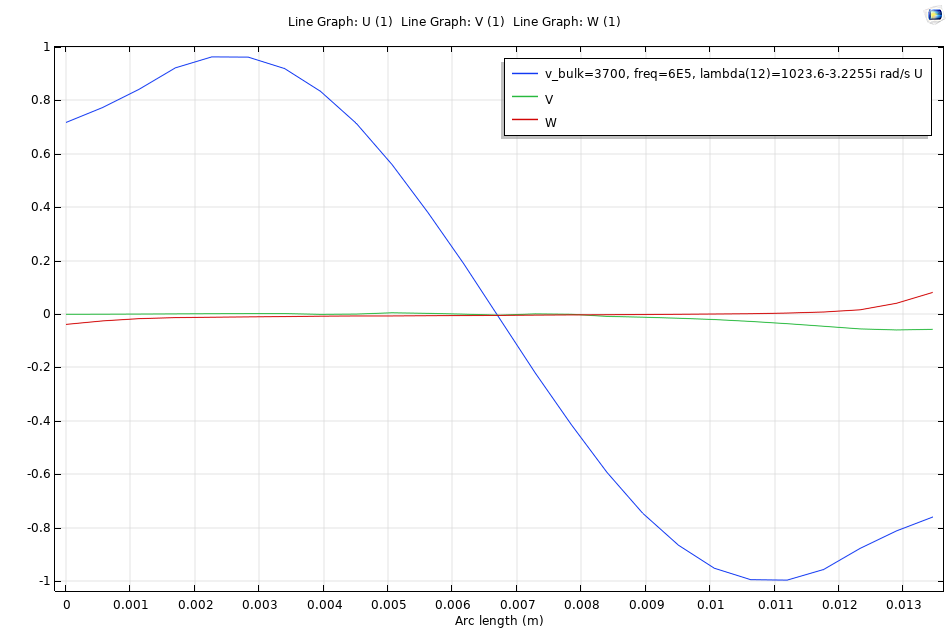 Line Graph: U (1)  Line Graph: V (1)  Line Graph: W (1)
v_bulk=3700, freq=6E5, lambda(12)=1023.6-3.2255i rad/s U
V
W
1
0.8
0.6
0.4
0.2
0
-0.2
-0.4
-0.6
-0.8
-1
0 0.001 0.002 0.003 0.004 0.005 0.006 0.007 0.008 0.009 0.01 0.011 0.012 0.013
Arc length (m)